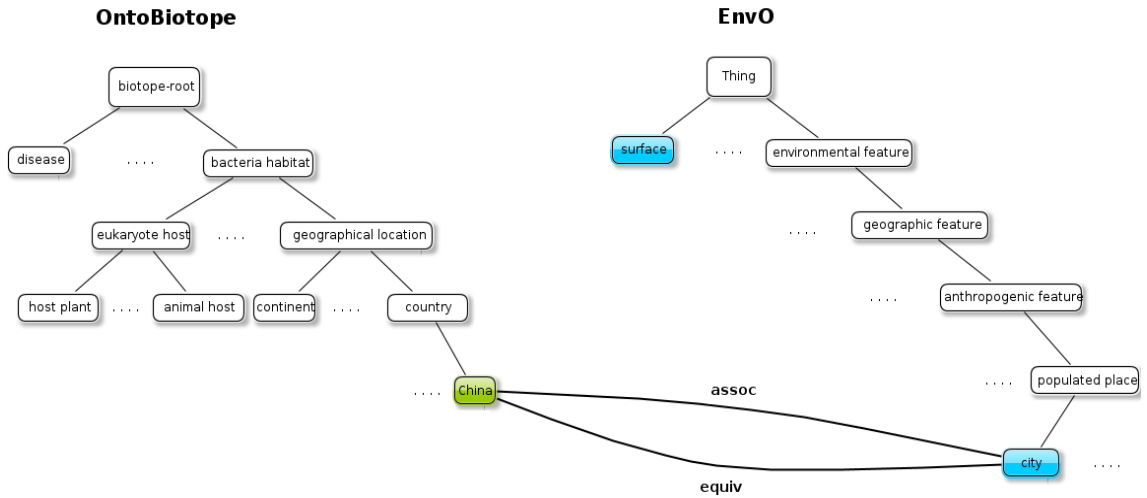 OntoBiotope
EnvO
biotope-root
Thing
disease
. . . .
bacteria habitat
surface
. . . .
environmental feature
eukaryote host
. . . .
geographical location
. . . .
geographic feature
host plant
. . . .
animal host
continent
. . . .
country
. . . .
anthropogenic feature
. . . .
China
assoc
. . . .
populated place
equiv
city
. . . .